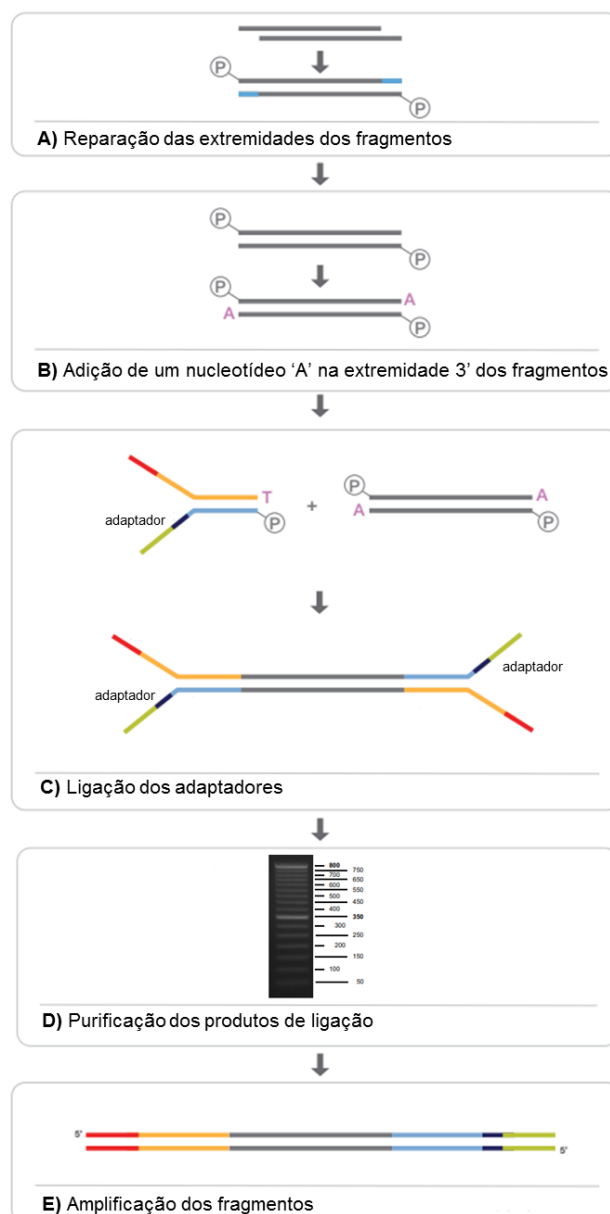 P
P
A) Reparação das extremidades dos fragmentos
P
P
P
A
A
P
B) Adição de um nucleotídeo ‘A’ na extremidade 3’ dos fragmentos
T
P
adaptador
+
P
A
A
P
adaptador
adaptador
C) Ligação dos adaptadores
800
750
700
650
600
550
500
450
400
350
300
250
200
150
100
50
D) Purificação dos produtos de ligação
5’
5’
E) Amplificação dos fragmentos